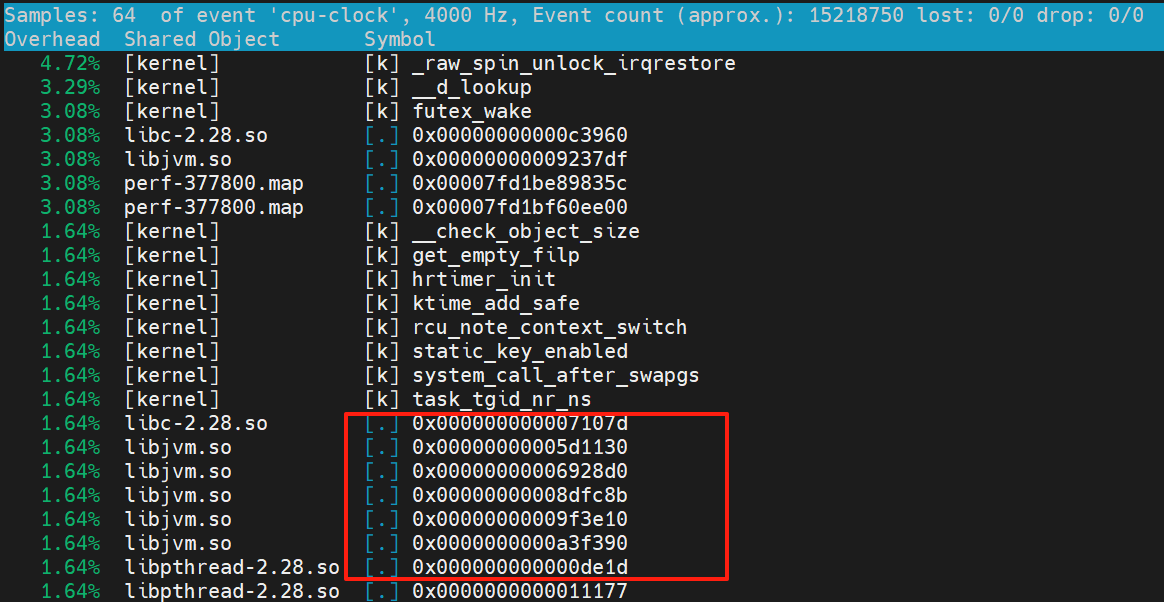 Samples: 64  of event 'cpu-clock', 4000 Hz, Event count (approx.): 15218750 lost: 0/0 drop: 0/0
Overhead  Shared Object       Symbol
   4.72%  [kernel]            [k] _raw_spin_unlock_irqrestore
   3.29%  [kernel]            [k] __d_lookup
   3.08%  [kernel]            [k] futex_wake
   3.08%  libc-2.28.so        [.] 0x00000000000c3960
   3.08%  libjvm.so           [.] 0x00000000009237df
   3.08%  perf-377800.map     [.] 0x00007fd1be89835c
   3.08%  perf-377800.map     [.] 0x00007fd1bf60ee00
   1.64%  [kernel]            [k] __check_object_size
   1.64%  [kernel]            [k] get_empty_filp
   1.64%  [kernel]            [k] hrtimer_init
   1.64%  [kernel]            [k] ktime_add_safe
   1.64%  [kernel]            [k] rcu_note_context_switch
   1.64%  [kernel]            [k] static_key_enabled
   1.64%  [kernel]            [k] system_call_after_swapgs
   1.64%  [kernel]            [k] task_tgid_nr_ns
   1.64%  libc-2.28.so        [.] 0x000000000007107d
   1.64%  libjvm.so           [.] 0x00000000005d1130
   1.64%  libjvm.so           [.] 0x00000000006928d0
   1.64%  libjvm.so           [.] 0x00000000008dfc8b
   1.64%  libjvm.so           [.] 0x00000000009f3e10
   1.64%  libjvm.so           [.] 0x0000000000a3f390
   1.64%  libpthread-2.28.so  [.] 0x000000000000de1d
   1.64%  libpthread-2.28.so  [.] 0x0000000000011177